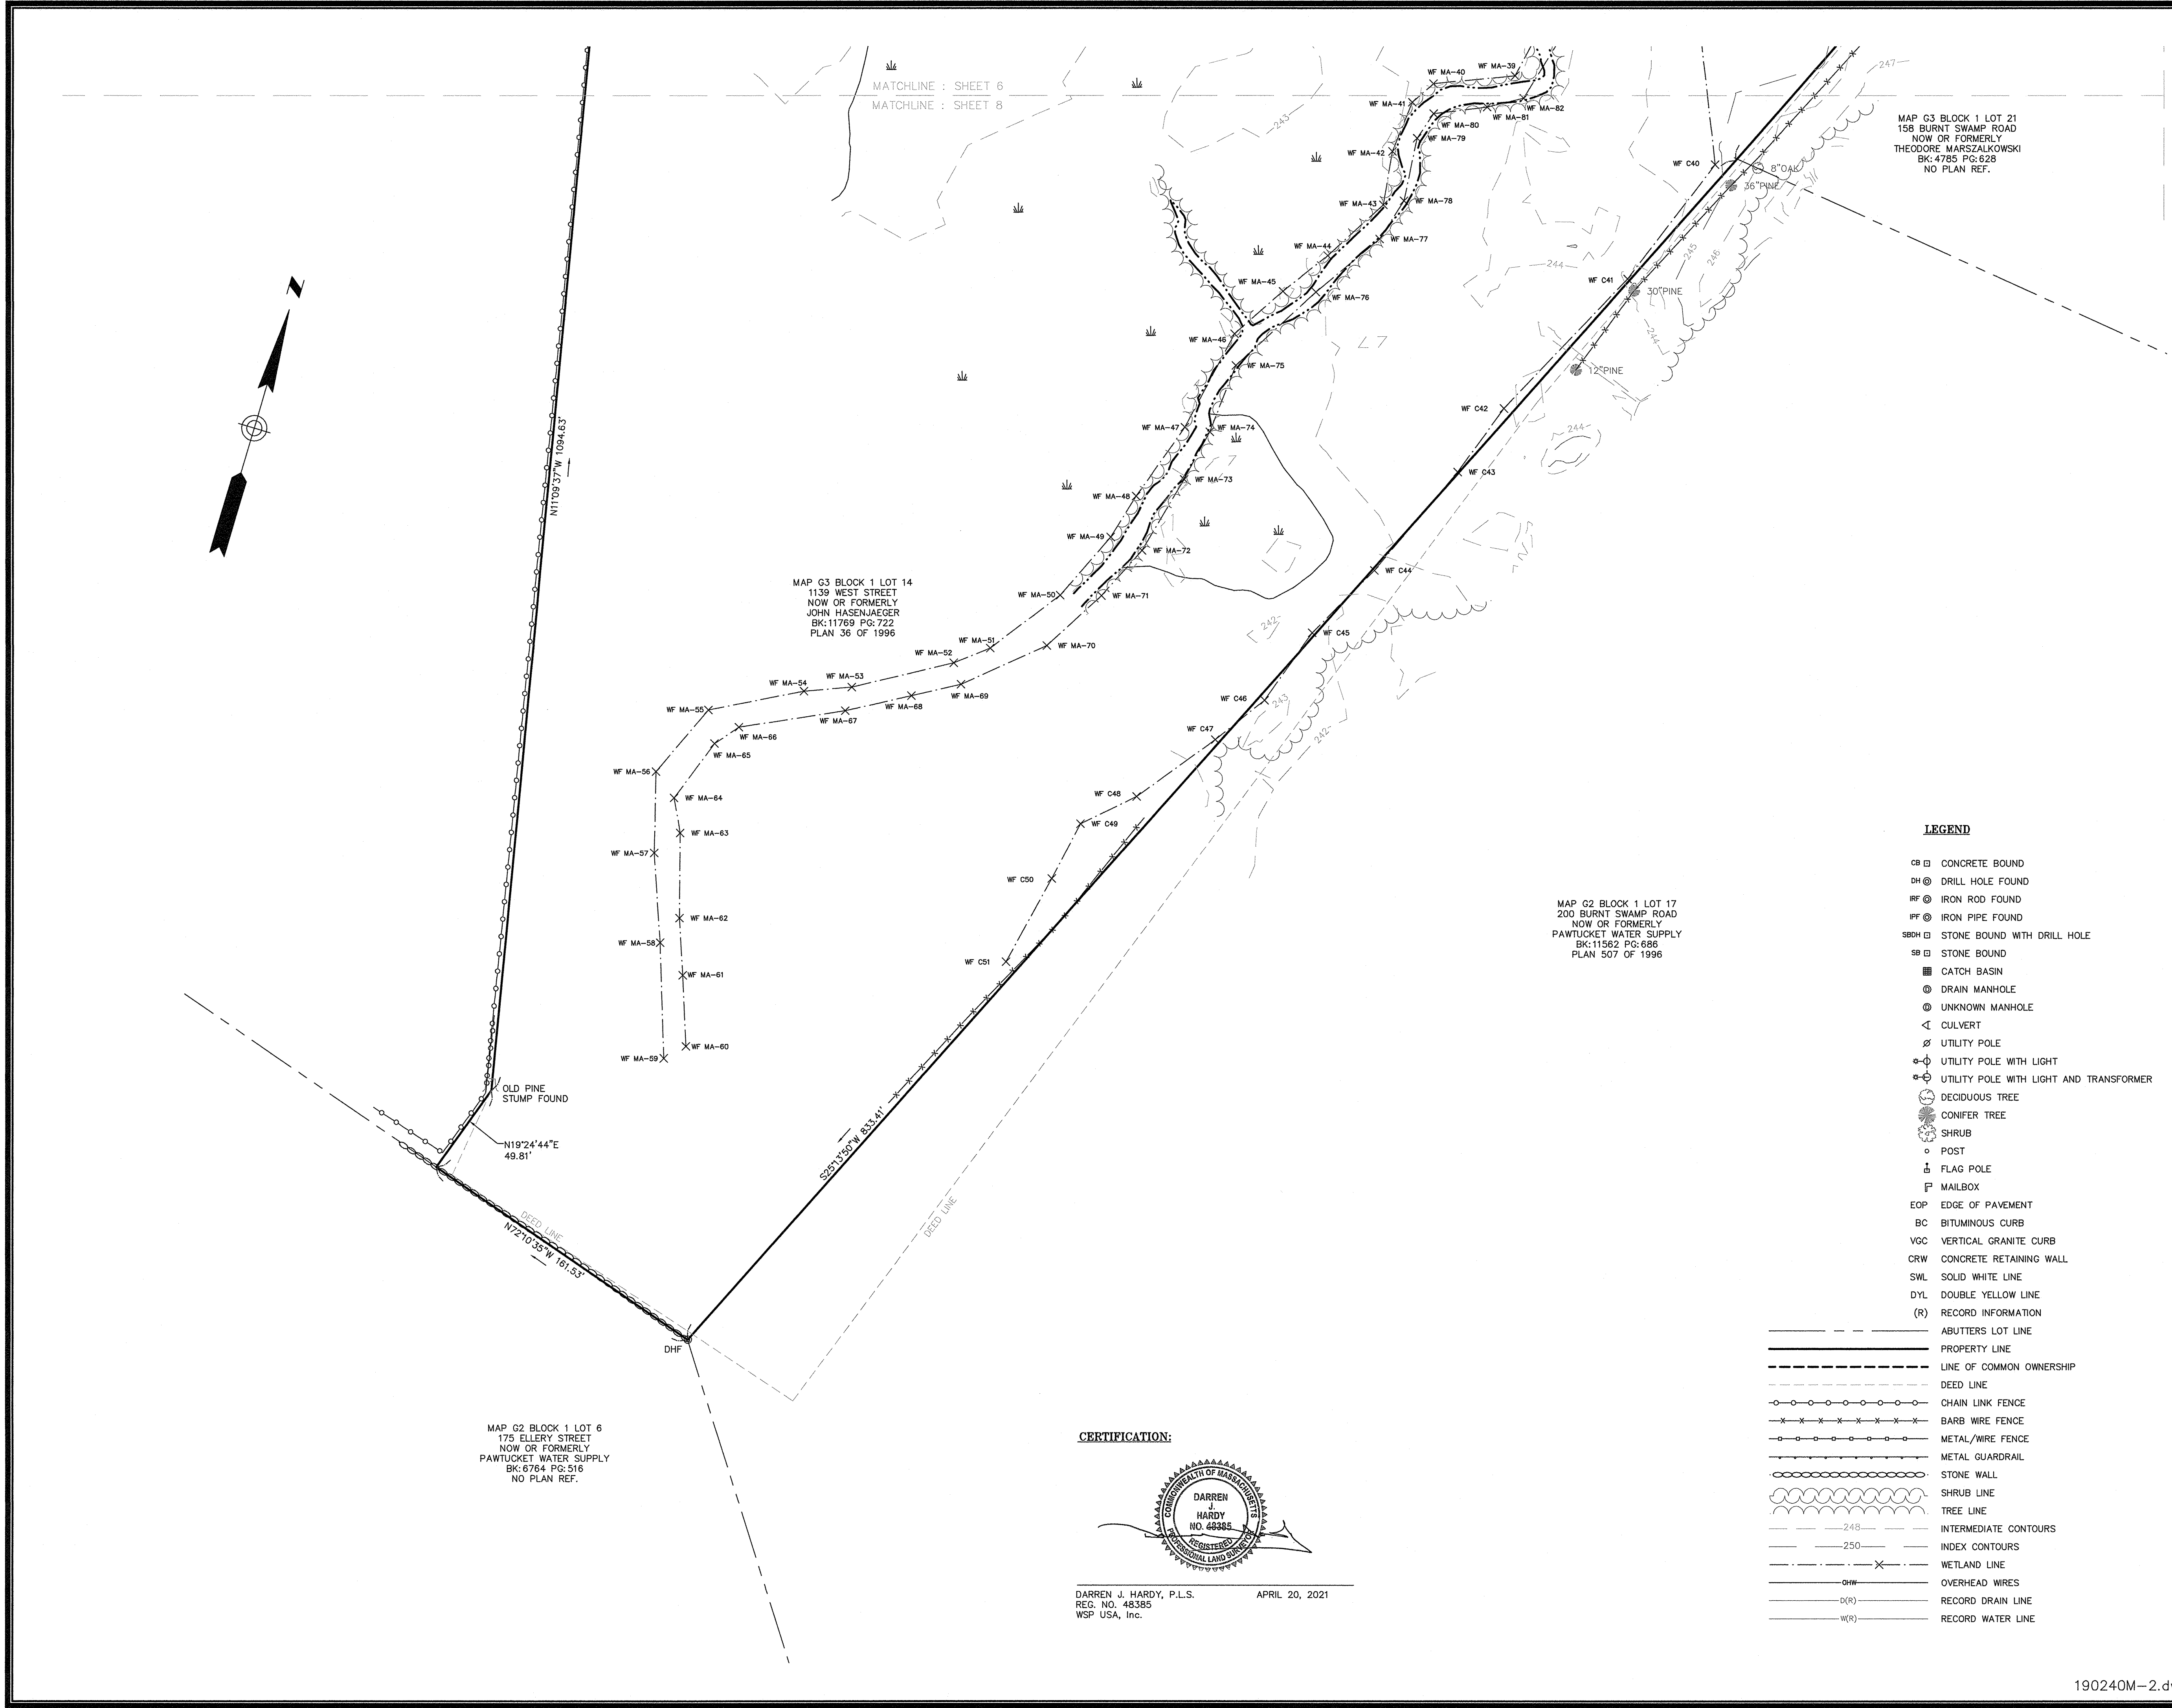 MATCHLINE : SHEET 6
MATCHLINE : SHEET 8
243
WF MA-40
WF MA-39
WF MA-41
WF MA-82
WF MA-81
WF MA-80
WF MA-79
WF MA-42
WF MA-43
WF MA-78
WF MA-77
WF MA-44
WF MA-45
WF MA-76
WF MA-46
WF MA-75
WF MA-47
WF MA-74
WF MA-73
WF MA-48
WF MA-49
WF MA-72
WF MA-50
WF MA-71
WF MA-51
WF MA-70
WF MA-52
WF MA-53
WF MA-54
WF MA-69
WF MA-68
WF MA-67
WF MA-55
WF MA-66
WF MA-65
WF MA-56
WF MA-64
WF MA-63
WF MA-57
WF MA-62
WF MA-58
WF MA-61
WF MA-60
WF MA-59
247
MAP G3 BLOCK 1 LOT 21
158 BURNT SWAMP ROAD
NOW OR FORMERLY
THEODORE MARSZALKOWSKI
BK:4785 PG:628
NO PLAN REF.
WF C40
8"OAK
36"PINE
245
246
244
244
WF C41
30"PINE
12"PINE
WF C42
244
WF C43
WF C44
242
WF C45
WF C46
243
242
WF C47
WF C48
WF C49
WF C50
WF C51
N
N11°09'37"W 1094.63'
MAP G3 BLOCK 1 LOT 14
1139 WEST STREET
NOW OR FORMERLY
JOHN HASENJAEGER
BK:11769 PG:722
PLAN 36 OF 1996
MAP G2 BLOCK 1 LOT 17
200 BURNT SWAMP ROAD
NOW OR FORMERLY
PAWTUCKET WATER SUPPLY
BK:11562 PG:686
PLAN 507 OF 1996
OLD PINE
STUMP FOUND
N19°24'44"E
49.81'
S25°13'50"W 833.41'
DEED LINE
DEED LINE
N72°10'35"W 161.53'
DHF
MAP G2 BLOCK 1 LOT 6
175 ELLERY STREET
NOW OR FORMERLY
PAWTUCKET WATER SUPPLY
BK:6764 PG:516
NO PLAN REF.
CERTIFICATION:
COMMONWEALTH OF MASSACHUSETTS
DARREN
J.
HARDY
NO. 48385
REGISTERED
PROFESSIONAL LAND SURVEYOR
DARREN J. HARDY, P.L.S. APRIL 20, 2021
REG. NO. 48385
WSP USA, Inc.
LEGEND
CB CONCRETE BOUND
DH DRILL HOLE FOUND
IRF IRON ROD FOUND
IPF IRON PIPE FOUND
SBDH STONE BOUND WITH DRILL HOLE
SB STONE BOUND
CATCH BASIN
DRAIN MANHOLE
UNKNOWN MANHOLE
CULVERT
UTILITY POLE
UTILITY POLE WITH LIGHT
UTILITY POLE WITH LIGHT AND TRANSFORMER
DECIDUOUS TREE
CONIFER TREE
SHRUB
POST
FLAG POLE
MAILBOX
EOP EDGE OF PAVEMENT
BC BITUMINOUS CURB
VGC VERTICAL GRANITE CURB
CRW CONCRETE RETAINING WALL
SWL SOLID WHITE LINE
DYL DOUBLE YELLOW LINE
(R) RECORD INFORMATION
ABUTTERS LOT LINE
PROPERTY LINE
LINE OF COMMON OWNERSHIP
DEED LINE
CHAIN LINK FENCE
BARB WIRE FENCE
METAL/WIRE FENCE
METAL GUARDRAIL
STONE WALL
SHRUB LINE
TREE LINE
248 INTERMEDIATE CONTOURS
250 INDEX CONTOURS
WETLAND LINE
OHW OVERHEAD WIRES
D(R) RECORD DRAIN LINE
W(R) RECORD WATER LINE